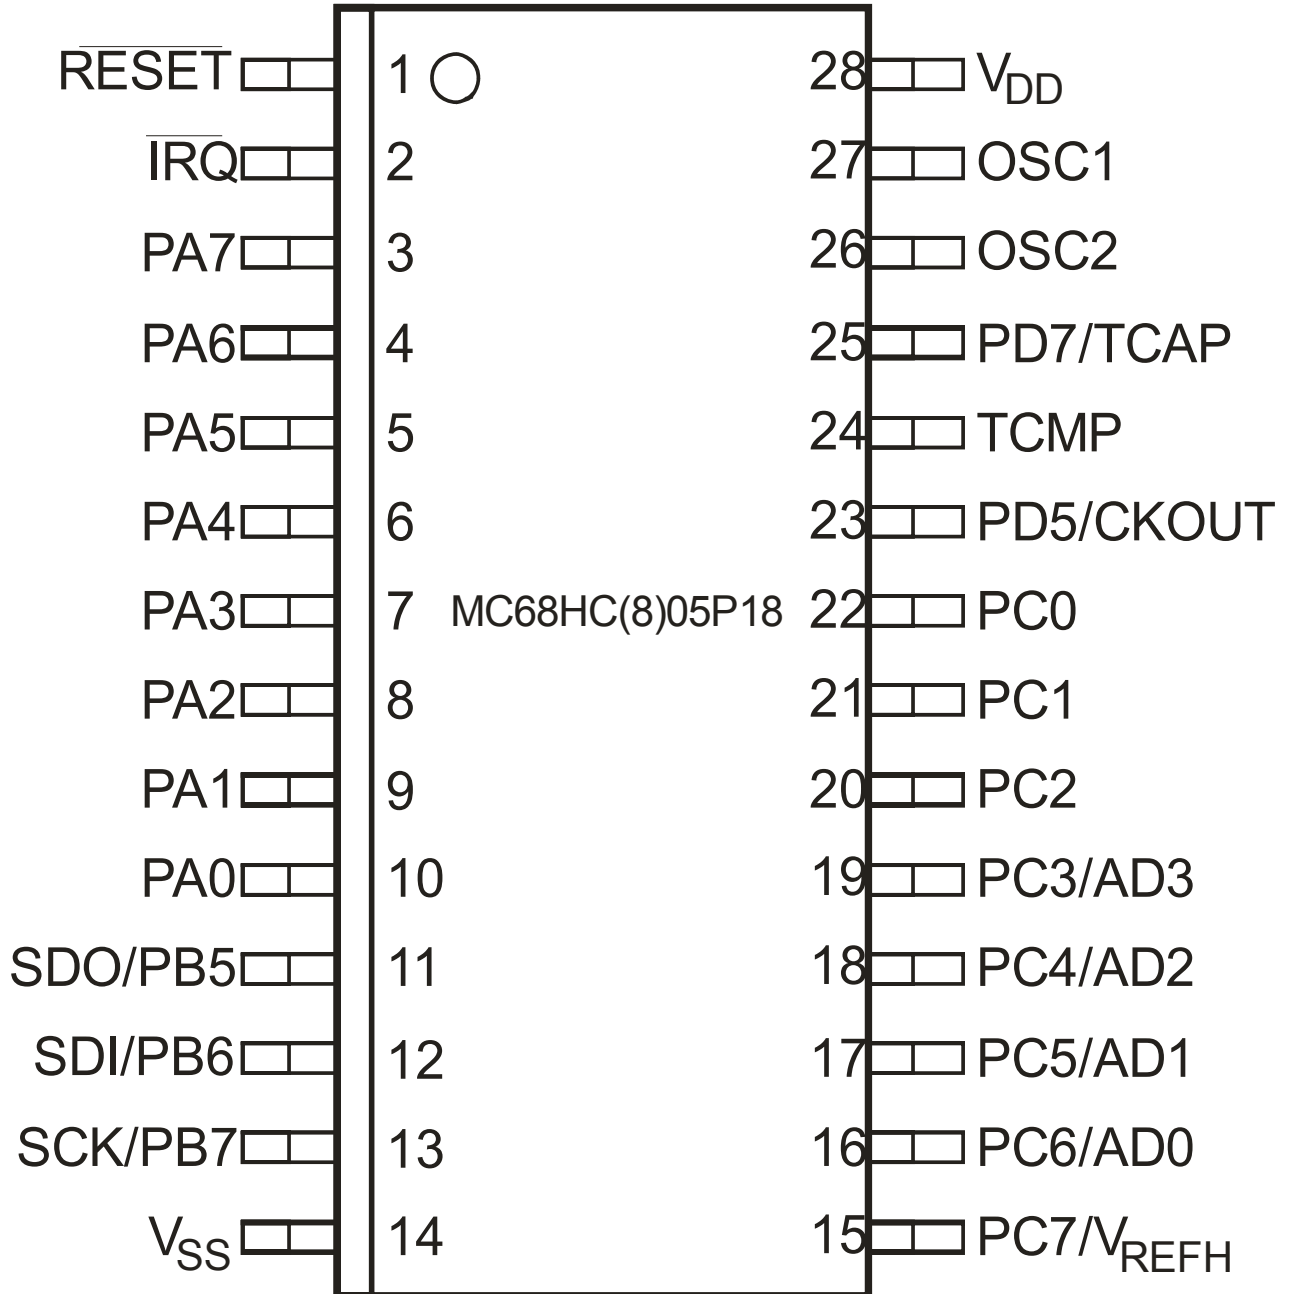 RESET 1 28 VDD
IRQ 2 27 OSC1
PA7 3 26 OSC2
PA6 4 25 PD7/TCAP
PA5 5 24 TCMP
PA4 6 23 PD5/CKOUT
PA3 7 MC68HC(8)05P18 22 PC0
PA2 8 21 PC1
PA1 9 20 PC2
PA0 10 19 PC3/AD3
SDO/PB5 11 18 PC4/AD2
SDI/PB6 12 17 PC5/AD1
SCK/PB7 13 16 PC6/AD0
VSS 14 15 PC7/VREFH